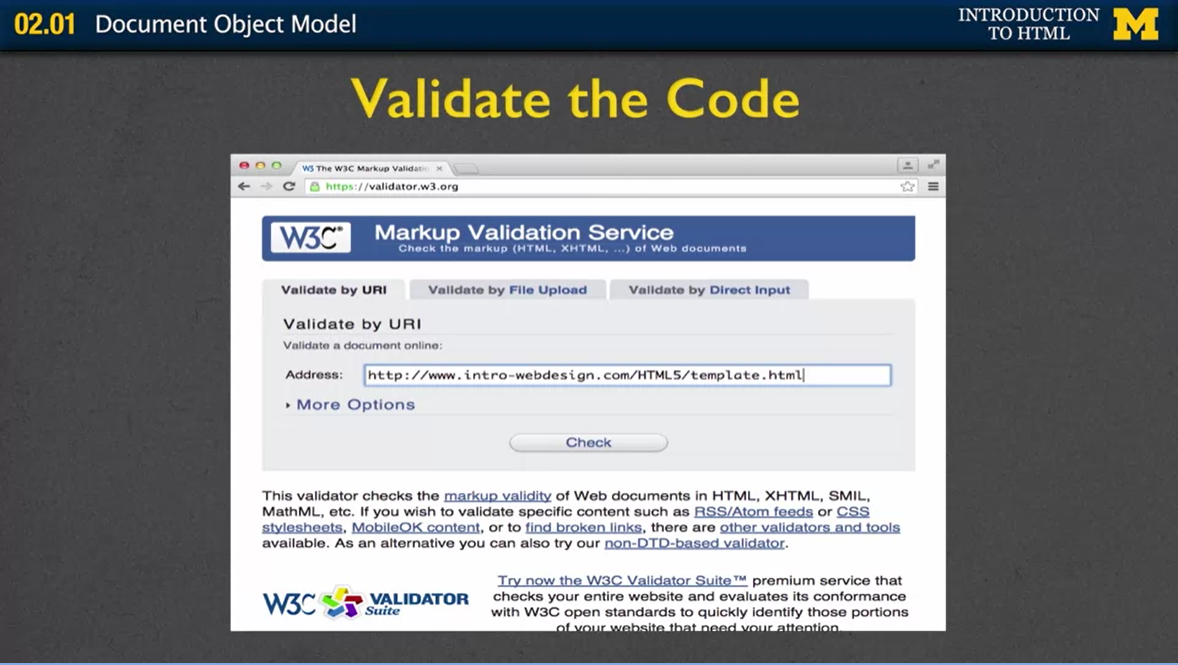 02.01 Document Object Model
INTRODUCTION
TO HTML
M
Validate the Code
W3 The W3C Markup Validatio ×
https://validator.w3.org
W3C® Markup Validation Service
Check the markup (HTML, XHTML, ...) of Web documents
Validate by URI Validate by File Upload Validate by Direct Input
Validate by URI
Validate a document online:
Address: http://www.intro-webdesign.com/HTML5/template.html
More Options
Check
This validator checks the markup validity of Web documents in HTML, XHTML, SMIL,
MathML, etc. If you wish to validate specific content such as RSS/Atom feeds or CSS
stylesheets, MobileOK content, or to find broken links, there are other validators and tools
available. As an alternative you can also try our non-DTD-based validator.
W3C VALIDATOR
Suite
Try now the W3C Validator Suite™ premium service that
checks your entire website and evaluates its conformance
with W3C open standards to quickly identify those portions
of your website that need your attention.